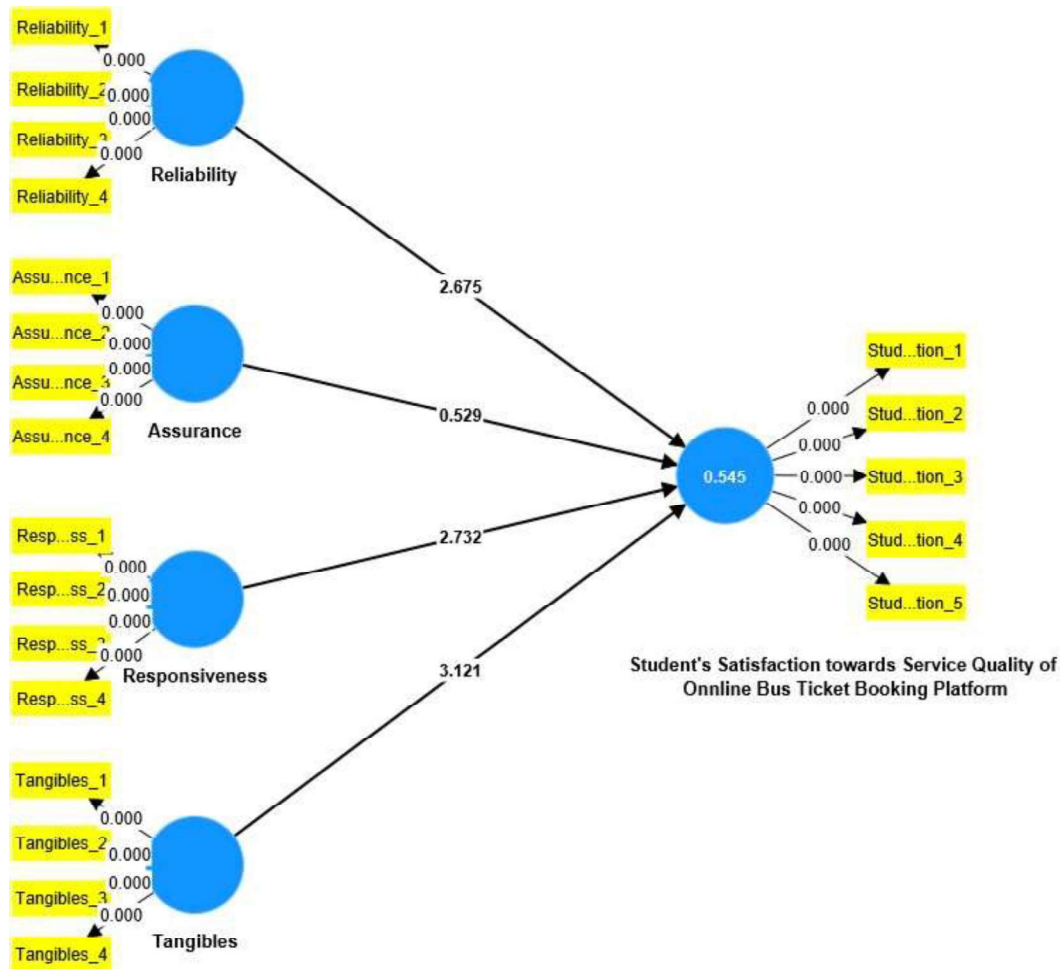 Reliability_1
0.000
Reliability_2
0.000
0.000
Reliability_3
0.000
Reliability_4
Reliability
2.675
Assu...nce_1
0.000
Assu...nce_2
0.000
0.000
Assu...nce_3
0.000
Assu...nce_4
Assurance
0.529
Resp...ss_1
0.000
Resp...ss_2
0.000
0.000
Resp...ss_3
0.000
Resp...ss_4
Responsiveness
2.732
Tangibles_1
0.000
Tangibles_2
0.000
0.000
Tangibles_3
0.000
Tangibles_4
Tangibles
3.121
0.545
Stud...tion_1
0.000
Stud...tion_2
0.000
Stud...tion_3
0.000
Stud...tion_4
0.000
Stud...tion_5
0.000
Student's Satisfaction towards Service Quality of
Onnline Bus Ticket Booking Platform